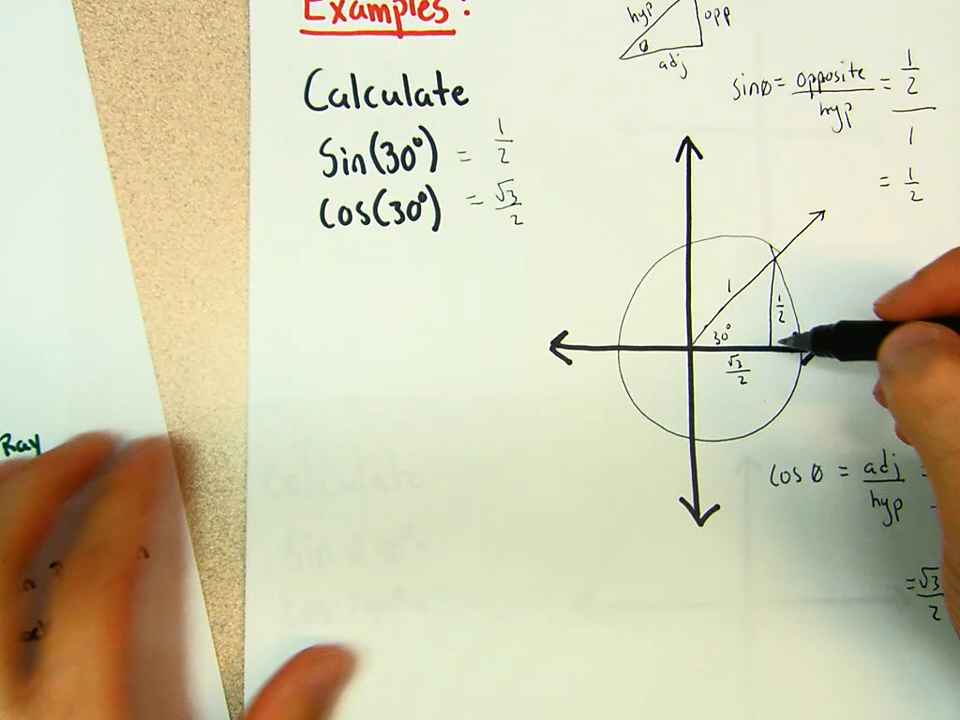 Examples:
hyp
opp
θ
adj
Calculate
Sin(30°) = 1/2
Cos(30°) = √3/2
sinθ = opposite/hyp = 1/2 / 1
= 1/2
1
1/2
30°
√3/2
cos θ = adj/hyp =
= √3/2
Ray